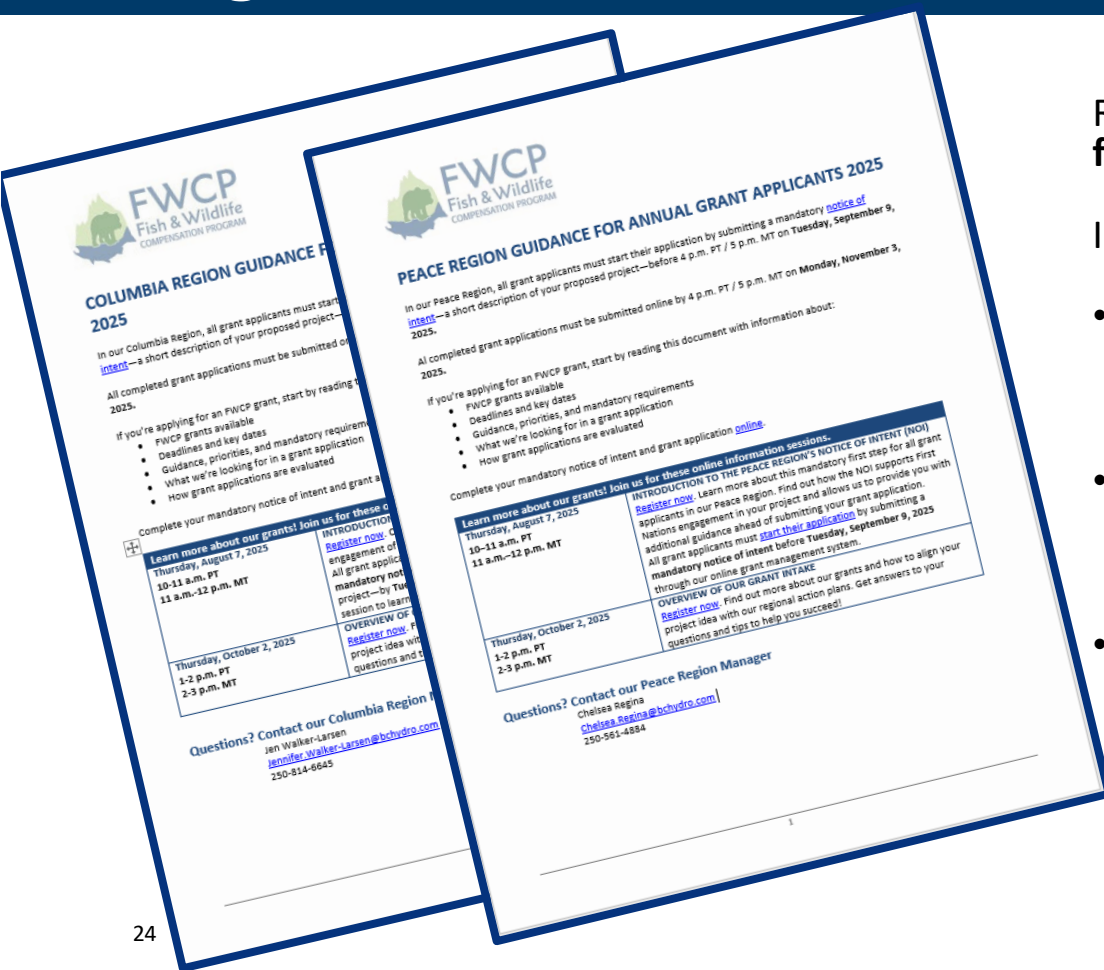 FWCP
Fish & Wildlife
COMPENSATION PROGRAM
COLUMBIA REGION GUIDANCE F
2025
In our Columbia Region, all grant applicants must start
intent—a short description of your proposed project—
All completed grant applications must be submitted on
2025.
If you're applying for an FWCP grant, start by reading t
• FWCP grants available
• Deadlines and key dates
• Guidance, priorities, and mandatory requirem
• What we're looking for in a grant application
• How grant applications are evaluated
Complete your mandatory notice of intent and grant a
Learn more about our grants! Join us for these o
Thursday, August 7, 2025
10-11 a.m. PT
11 a.m.-12 p.m. MT
INTRODUCTION
Register now.
engagement of
All grant applica
mandatory not
project—by Tue
session to learn
Thursday, October 2, 2025
1-2 p.m. PT
2-3 p.m. MT
OVERVIEW OF
Register now. F
project idea wit
questions and t
Questions? Contact our Columbia Region M
Jen Walker-Larsen
Jennifer.Walker-Larsen@bchydro.com
250-814-6645
FWCP
Fish & Wildlife
COMPENSATION PROGRAM
PEACE REGION GUIDANCE FOR ANNUAL GRANT APPLICANTS 2025
In our Peace Region, all grant applicants must start their application by submitting a mandatory notice of
intent—a short description of your proposed project—before 4 p.m. PT / 5 p.m. MT on Tuesday, September 9,
2025.
Al completed grant applications must be submitted online by 4 p.m. PT / 5 p.m. MT on Monday, November 3,
2025.
If you're applying for an FWCP grant, start by reading this document with information about:
• FWCP grants available
• Deadlines and key dates
• Guidance, priorities, and mandatory requirements
• What we're looking for in a grant application
• How grant applications are evaluated
Complete your mandatory notice of intent and grant application online.
Learn more about our grants! Join us for these online information sessions.
Thursday, August 7, 2025
10–11 a.m. PT
11 a.m.–12 p.m. MT
INTRODUCTION TO THE PEACE REGION'S NOTICE OF INTENT (NOI)
Register now. Learn more about this mandatory first step for all grant
applicants in our Peace Region. Find out how the NOI supports First
Nations engagement in your project and allows us to provide you with
additional guidance ahead of submitting your grant application.
All grant applicants must start their application by submitting a
mandatory notice of intent before Tuesday, September 9, 2025
through our online grant management system.
Thursday, October 2, 2025
1-2 p.m. PT
2-3 p.m. MT
OVERVIEW OF OUR GRANT INTAKE
Register now. Find out more about our grants and how to align your
project idea with our regional action plans. Get answers to your
questions and tips to help you succeed!
Questions? Contact our Peace Region Manager
Chelsea Regina
Chelsea.Regina@bchydro.com
250-561-4884
1
24